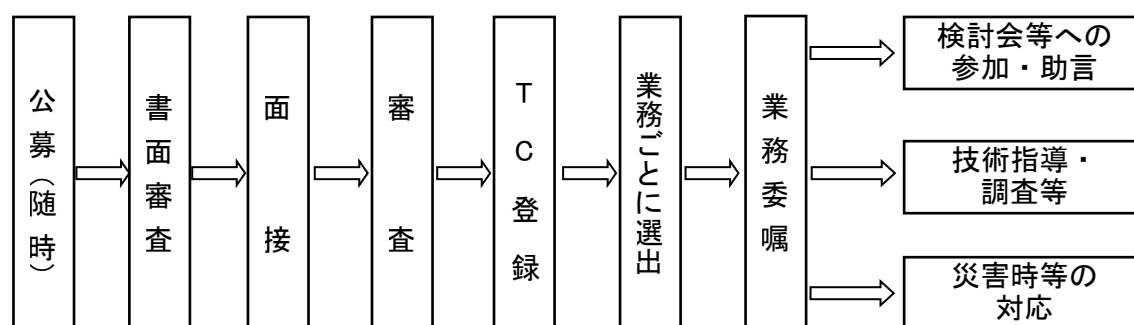 公募（随時）
書面審査
面接
審査
TC登録
業務ごとに選出
業務委嘱
検討会等への
参加・助言
技術指導・
調査等
災害時等の
対応